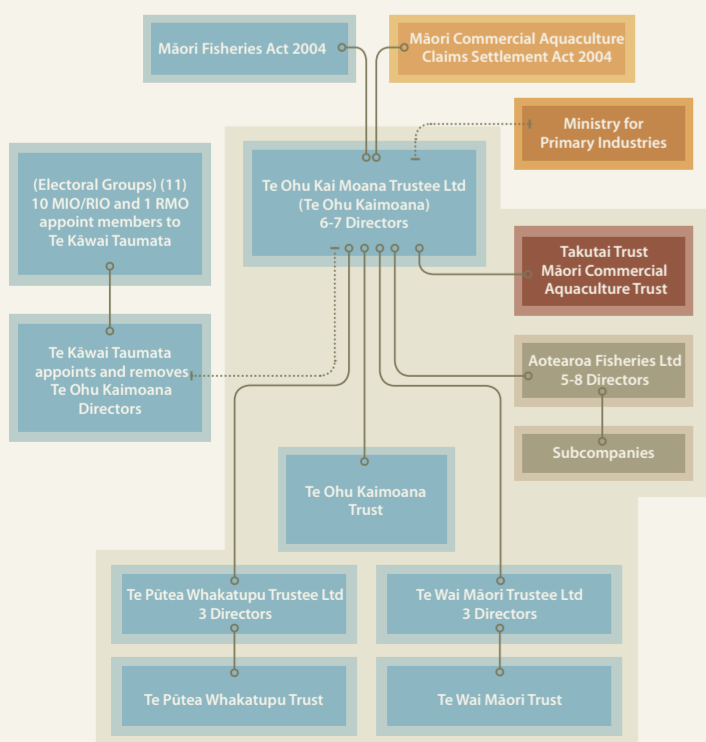 Māori Fisheries Act 2004
Māori Commercial Aquaculture
Claims Settlement Act 2004
Ministry for
Primary Industries
(Electoral Groups) (11)
10 MIO/RIO and 1 RMO
appoint members to
Te Kāwai Taumata
Te Ohu Kai Moana Trustee Ltd
(Te Ohu Kaimoana)
6-7 Directors
Takutai Trust
Māori Commercial
Aquaculture Trust
Te Kāwai Taumata
appoints and removes
Te Ohu Kaimoana
Directors
Aotearoa Fisheries Ltd
5-8 Directors
Subcompanies
Te Ohu Kaimoana
Trust
Te Pūtea Whakatupu Trustee Ltd
3 Directors
Te Wai Māori Trustee Ltd
3 Directors
Te Pūtea Whakatupu Trust
Te Wai Māori Trust